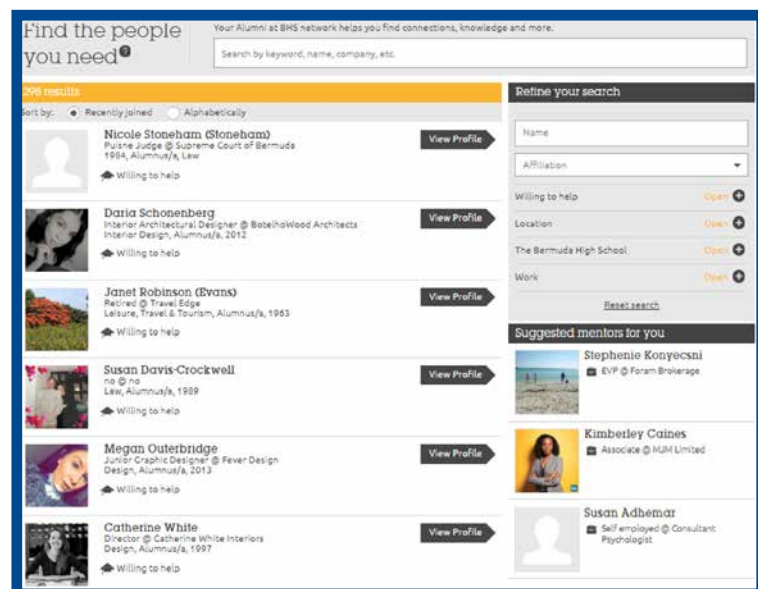 Find the people
you need?
Your Alumni at BHS network helps you find connections, knowledge and more.
Search by keyword, name, company, etc.
298 results
Sort by: Recently joined Alphabetically
Nicole Stoneham (Stoneham)
Puisne Judge @ Supreme Court of Bermuda
1984, Alumnus/a, Law
Willing to help
View Profile
Daria Schonenberg
Interior Architectural Designer @ BotelhoWood Architects
Interior Design, Alumnus/a, 2012
Willing to help
View Profile
Janet Robinson (Evans)
Retired @ Travel Edge
Leisure, Travel & Tourism, Alumnus/a, 1963
Willing to help
View Profile
Susan Davis-Crockwell
no @ no
Law, Alumnus/a, 1989
Willing to help
View Profile
Megan Outerbridge
Junior Graphic Designer @ Fever Design
Design, Alumnus/a, 2013
Willing to help
View Profile
Catherine White
Director @ Catherine White Interiors
Design, Alumnus/a, 1997
Willing to help
View Profile
Refine your search
Name
Affiliation
Willing to help Open
Location Open
The Bermuda High School Open
Work Open
Reset search
Suggested mentors for you
Stephenie Konyecsni
EVP @ Foram Brokerage
Kimberley Caines
Associate @ MJM Limited
Susan Adhemar
Self employed @ Consultant
Psychologist